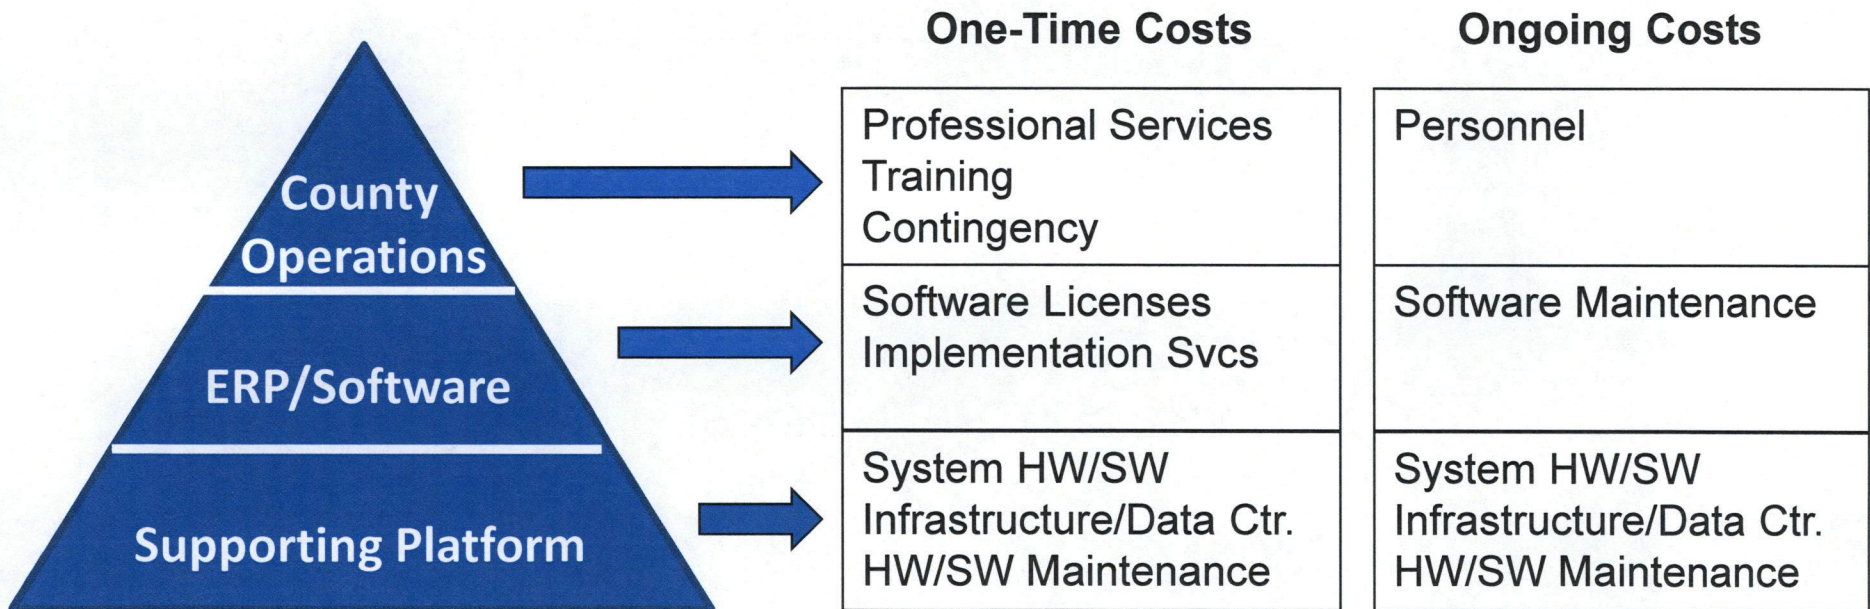 One-Time Costs
Ongoing Costs
County
Operations
Professional Services
Training
Contingency
Personnel
ERP/Software
Software Licenses
Implementation Svcs
Software Maintenance
Supporting Platform
System HW/SW
Infrastructure/Data Ctr.
HW/SW Maintenance
System HW/SW
Infrastructure/Data Ctr.
HW/SW Maintenance